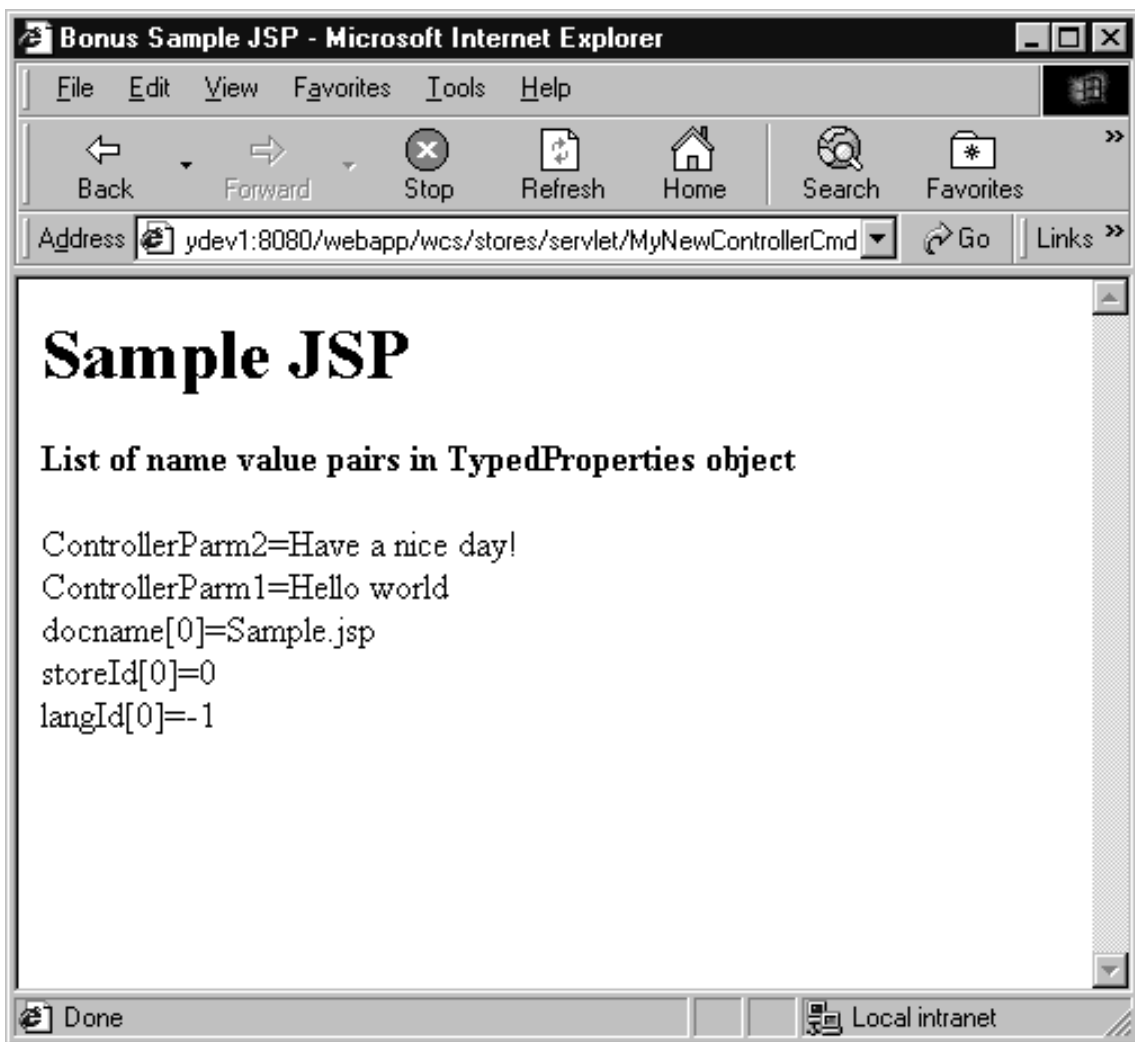 Bonus Sample JSP - Microsoft Internet Explorer
File Edit View Favorites Tools Help
Back Forward Stop Refresh Home Search Favorites »
Address ydev1:8080/webapp/wcs/stores/servlet/MyNewControllerCmd Go Links »
Sample JSP
List of name value pairs in TypedProperties object
ControllerParm2=Have a nice day!
ControllerParm1=Hello world
docname[0]=Sample.jsp
storeId[0]=0
langId[0]=-1
Done Local intranet